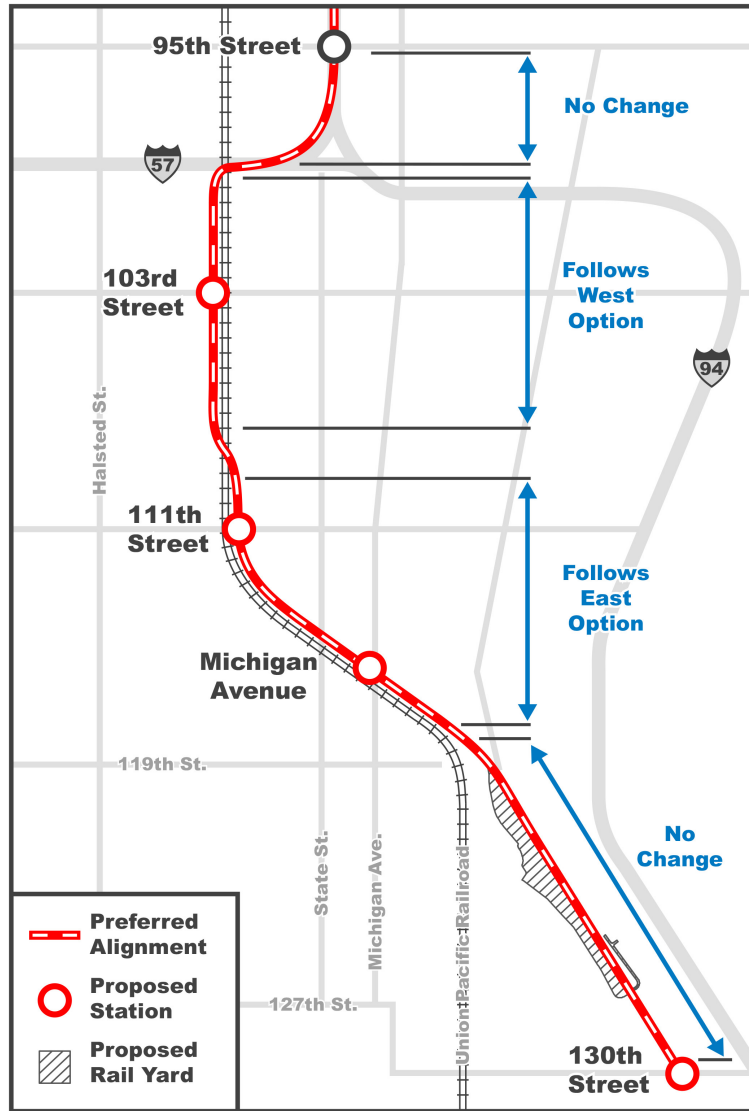 95th Street
No Change
57
103rd
Street
Follows
West
Option
94
Halsted St.
111th
Street
Follows
East
Option
Michigan
Avenue
119th St.
No
Change
State St.
Michigan Ave.
Union Pacific Railroad
Preferred
Alignment
Proposed
Station
127th St.
Proposed
Rail Yard
130th
Street